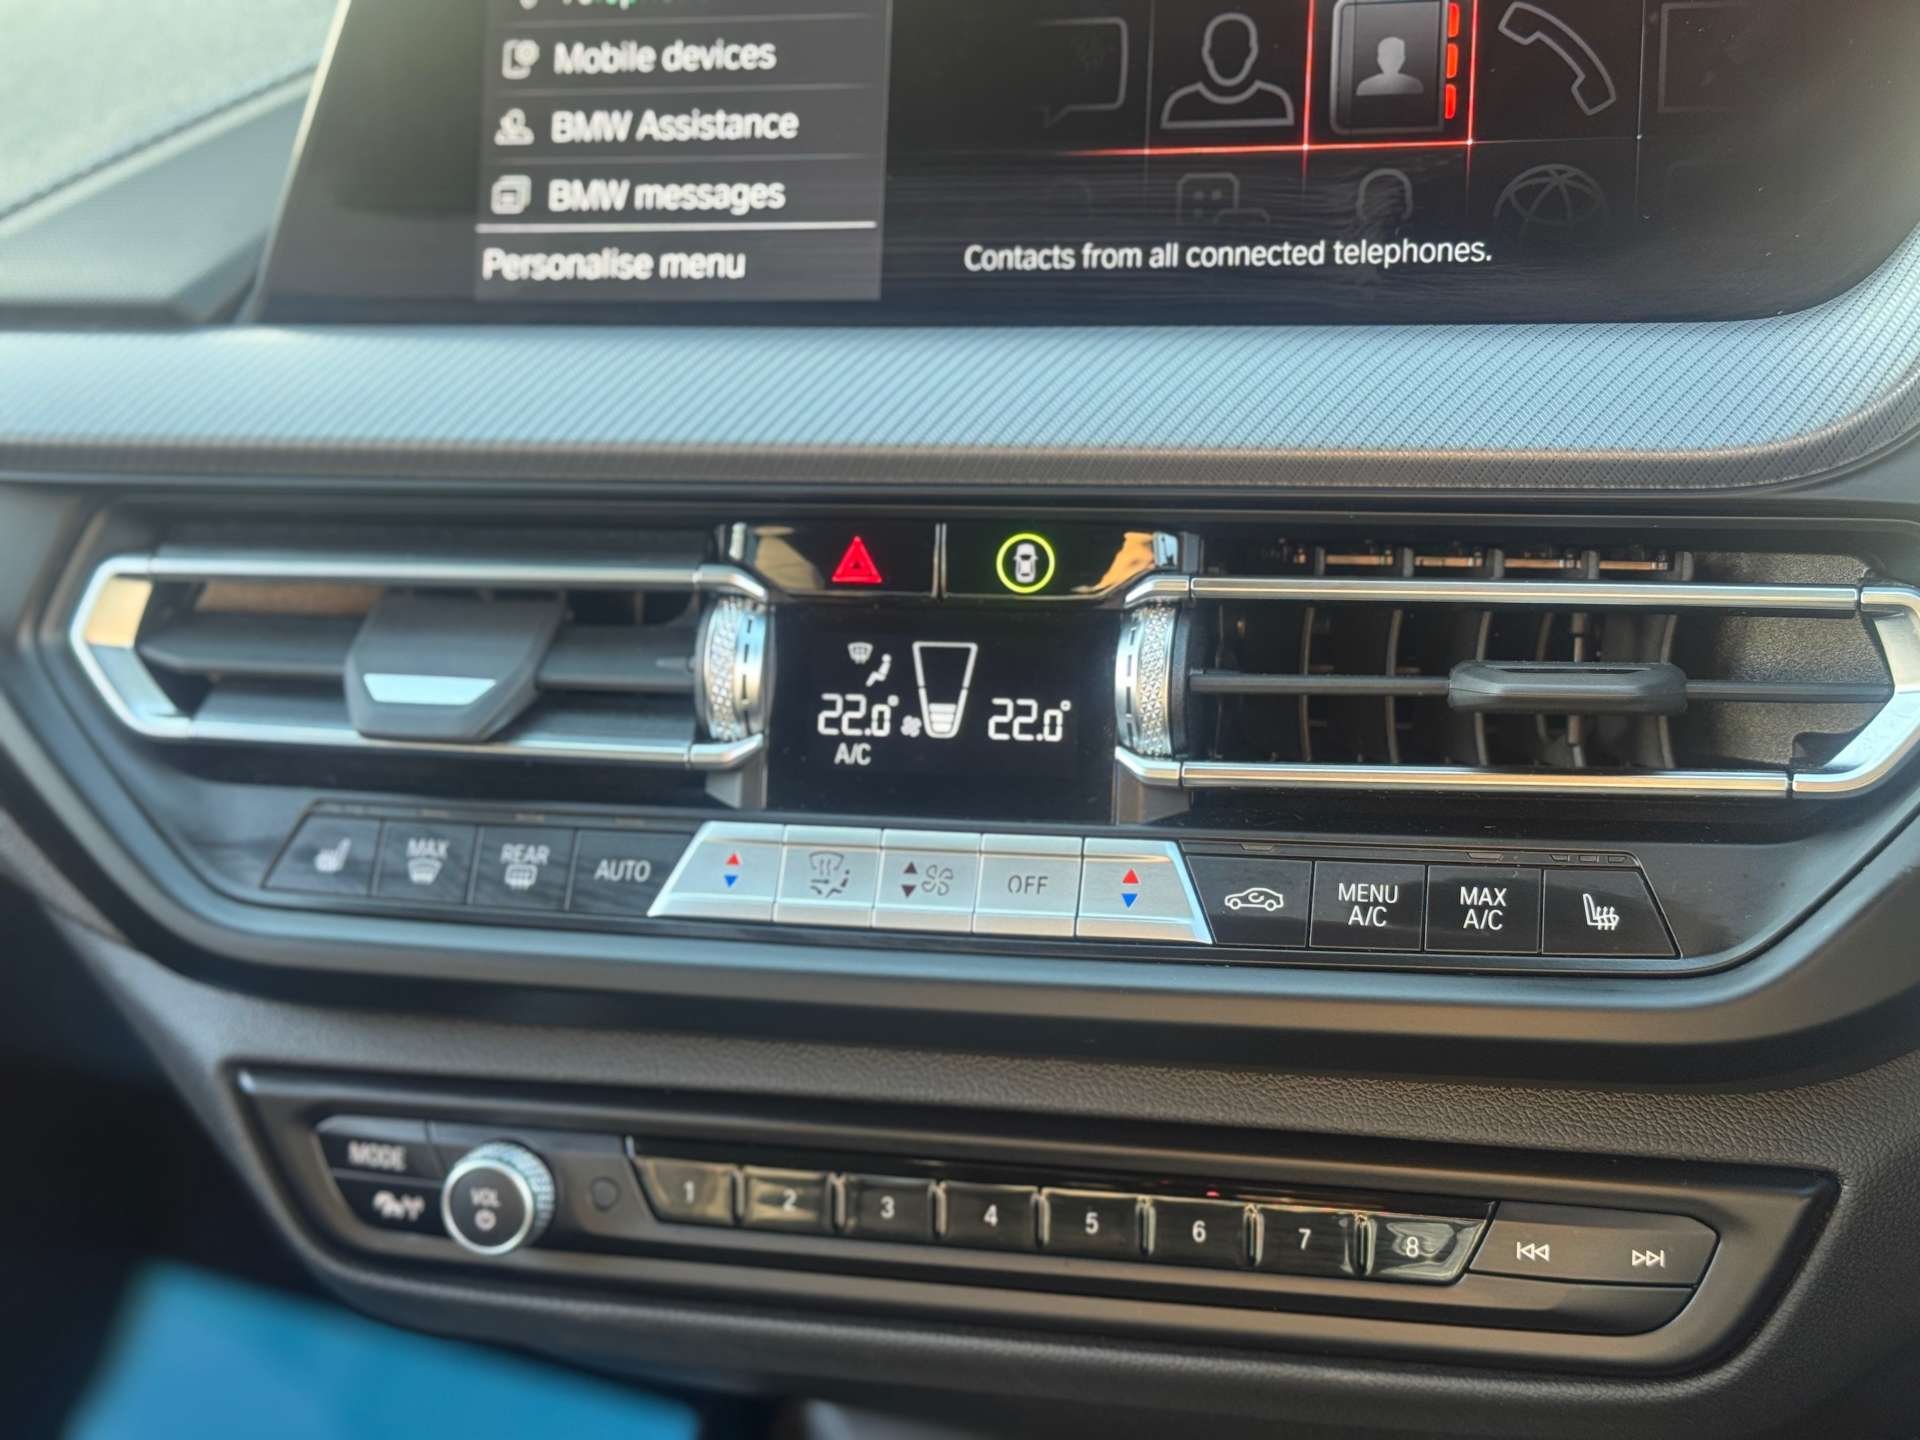 Mobile devices
BMW Assistance
BMW messages
Personalise menu
Contacts from all connected telephones.
22.0°
22.0°
A/C
MAX
REAR
AUTO
OFF
MENU
A/C
MAX
A/C
MODE
VOL
1
2
3
4
5
6
7
8